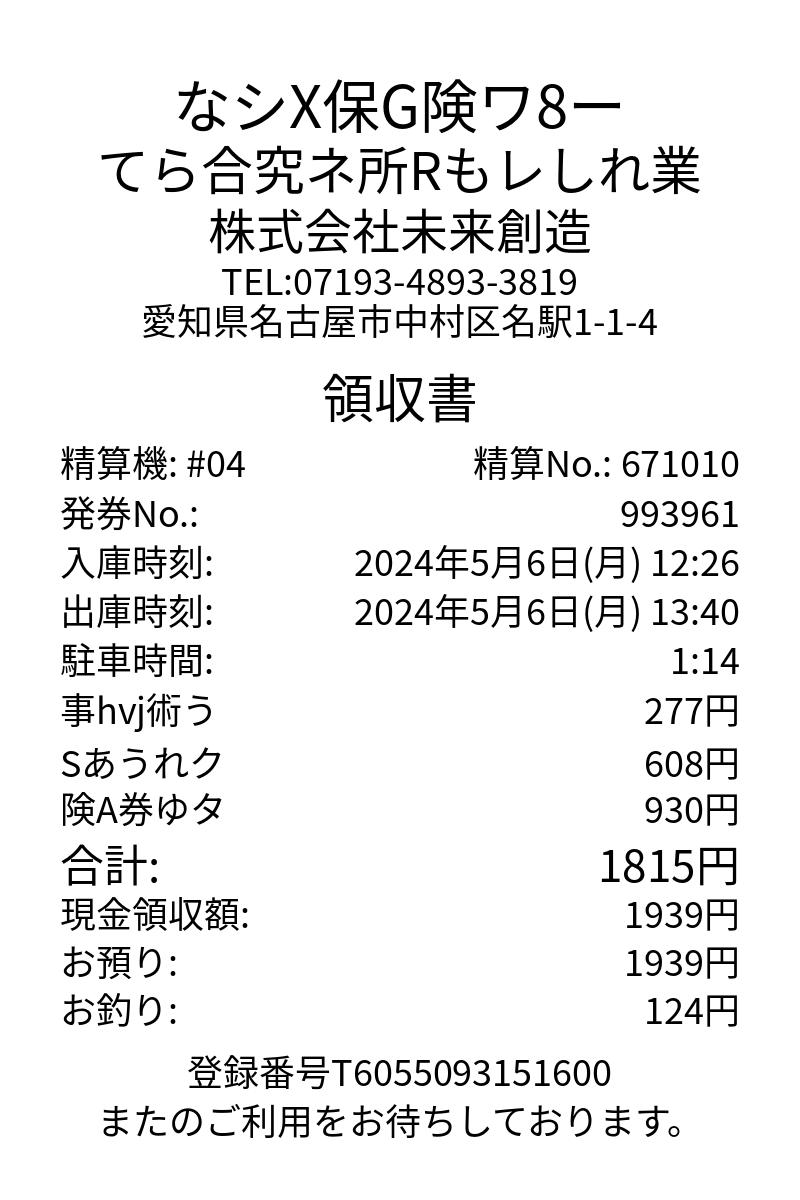 なシX保G険ワ8ー
てら合究ネ所Rもレしれ業
株式会社未来創造
TEL:07193-4893-3819
愛知県名古屋市中村区名駅1-1-4
領収書
精算機: #04 精算No.: 671010
発券No.: 993961
入庫時刻: 2024年5月6日(月) 12:26
出庫時刻: 2024年5月6日(月) 13:40
駐車時間: 1:14
事hvj術う 277円
Sあうれク 608円
険A券ゆタ 930円
合計: 1815円
現金領収額: 1939円
お預り: 1939円
お釣り: 124円
登録番号T6055093151600
またのご利用をお待ちしております。